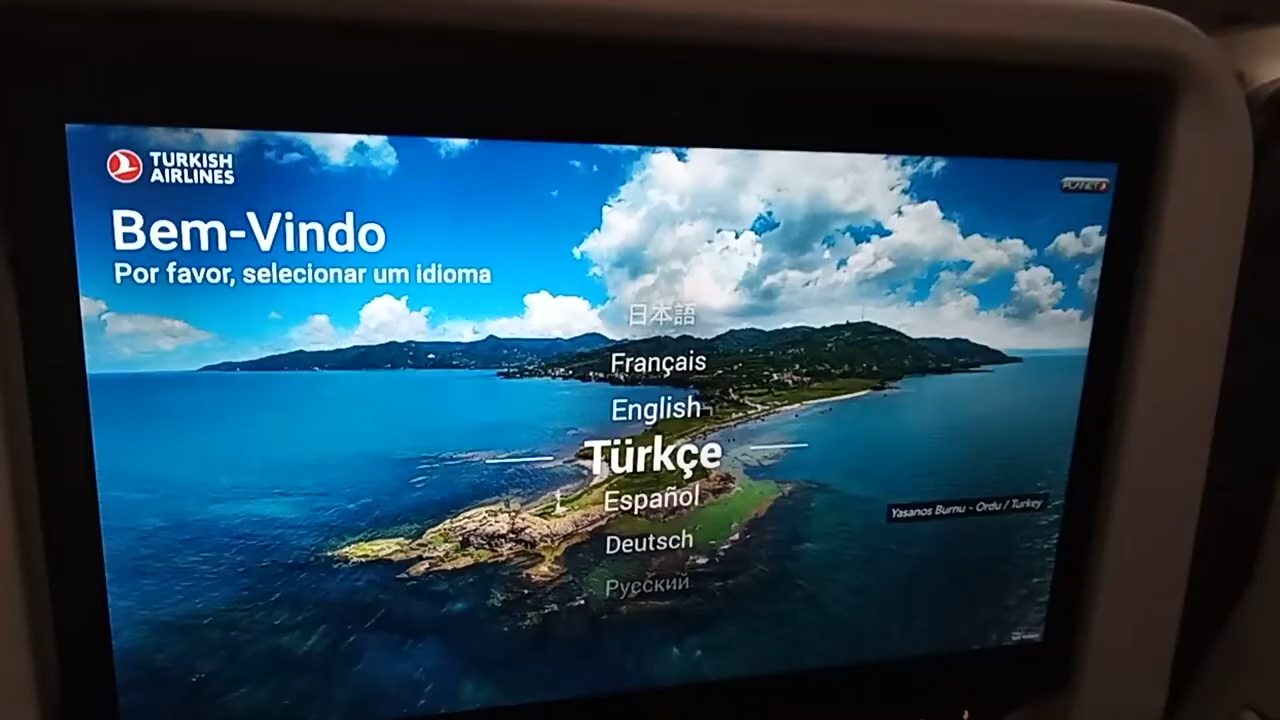 TURKISH
AIRLINES
PLANET
Bem-Vindo
Por favor, selecionar um idioma
日本語
Français
English
Türkçe
Español
Deutsch
Русский
Yasanos Burnu - Ordu / Turkey